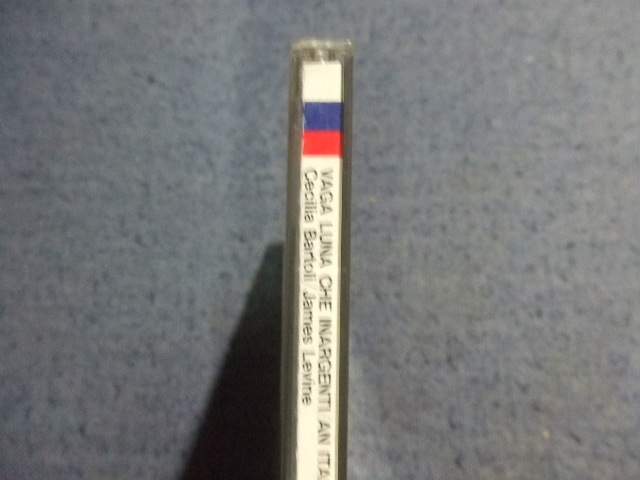 VAGA LUNA CHE INARGENTI AN ITA
Cecilia Bartoli/James Levine